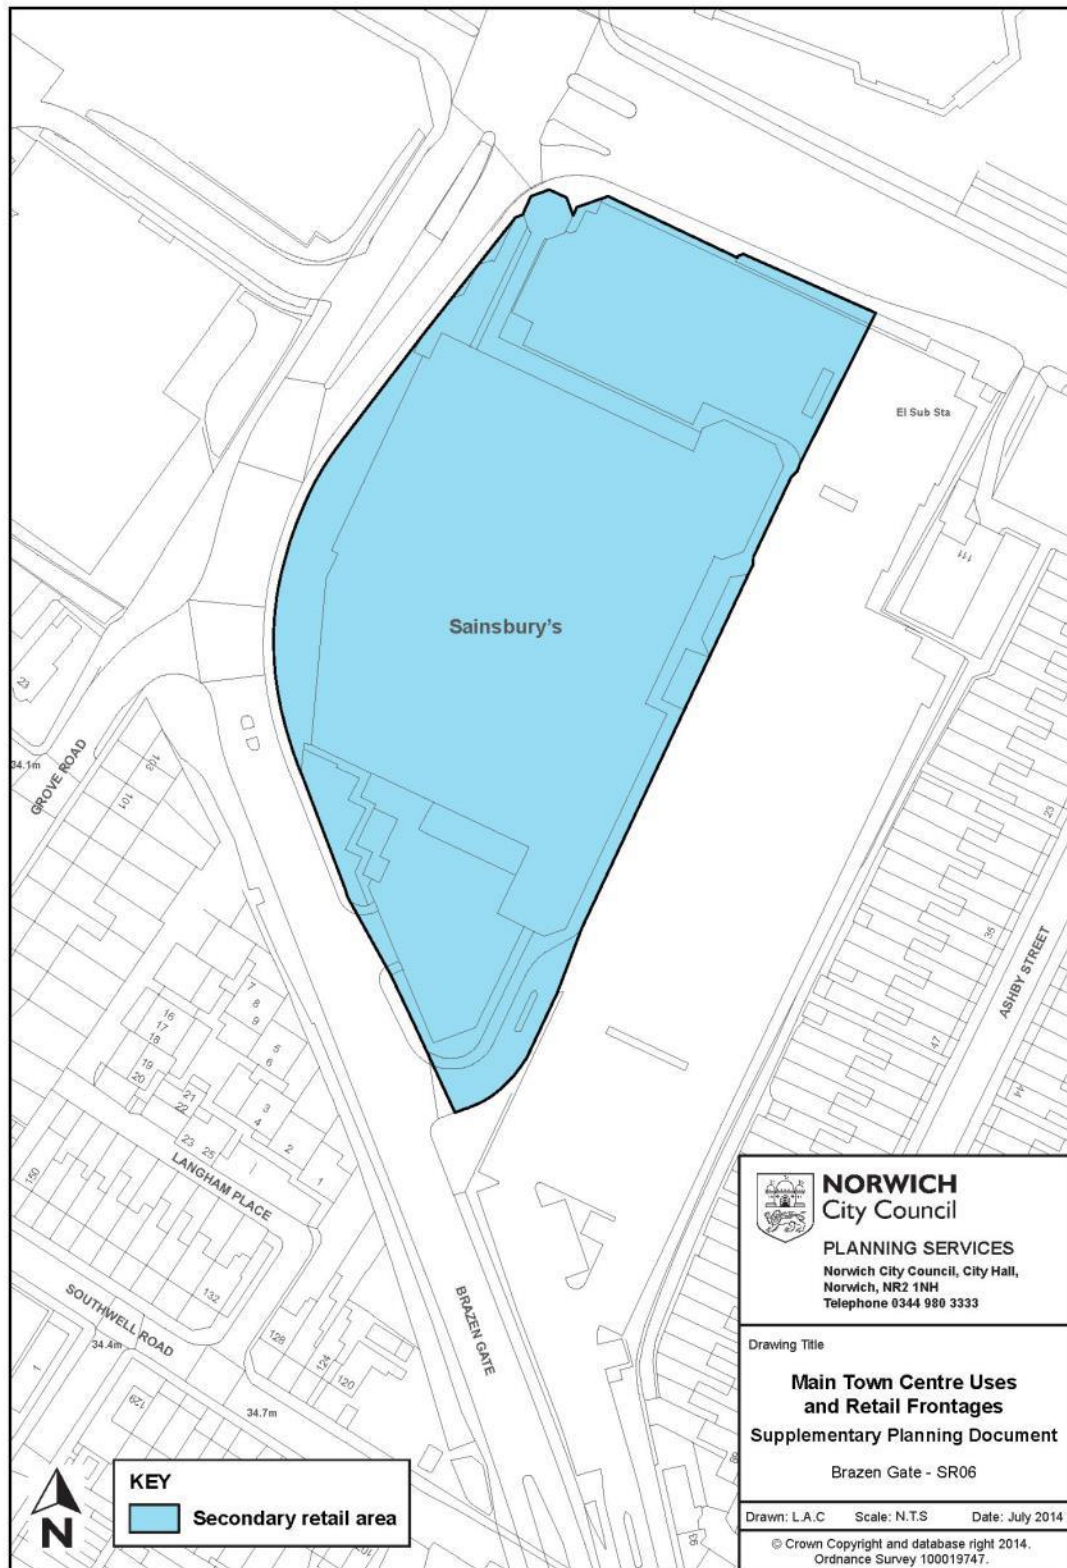 El Sub Sta
111
Sainsbury's
23
34.1m
GROVE ROAD
103
101
23
35
ASHBY STREET
47
44
7
8
9
5
6
16
17
18
19
20
21
22
3
4
2
23
25
1
150
LANGHAM PLACE
132
SOUTHWELL ROAD
34.4m
1
128
124
120
129
34.7m
BRAZEN GATE
93
KEY
Secondary retail area
N
NORWICH
City Council
PLANNING SERVICES
Norwich City Council, City Hall,
Norwich, NR2 1NH
Telephone 0344 980 3333
Drawing Title
Main Town Centre Uses
and Retail Frontages
Supplementary Planning Document
Brazen Gate - SR06
Drawn: L.A.C Scale: N.T.S Date: July 2014
© Crown Copyright and database right 2014.
Ordnance Survey 100019747.